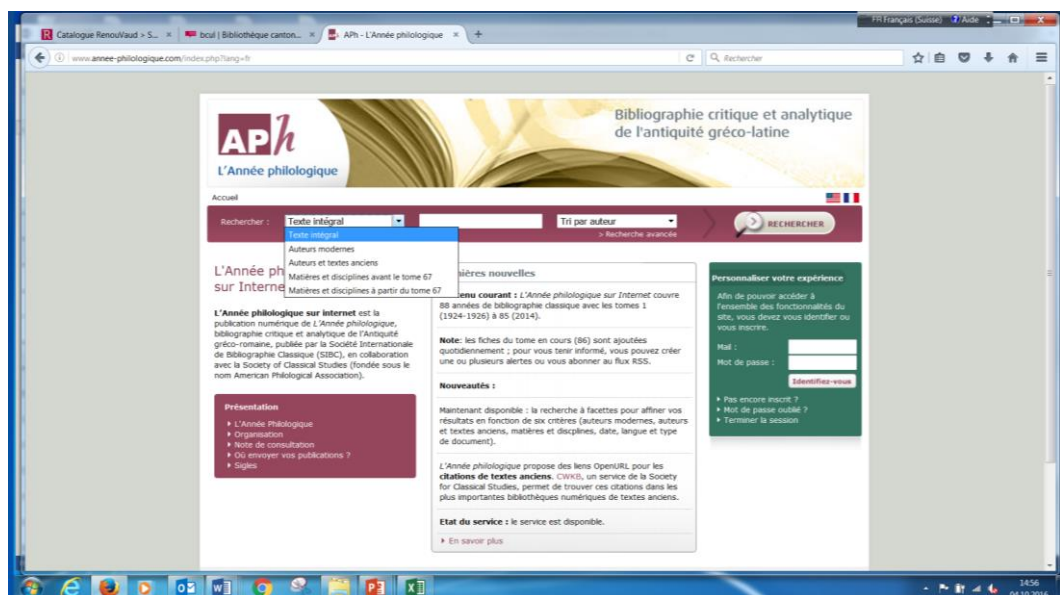 FR Français (Suisse) Aide
Catalogue RenouVaud > S...
bcul | Bibliothèque canton...
APh - L'Année philologique
www.annee-philologique.com/index.php?lang=fr
Rechercher
APh
L'Année philologique
Bibliographie critique et analytique
de l'antiquité gréco-latine
Accueil
Rechercher :
Texte intégral
Tri par auteur
RECHERCHER
> Recherche avancée
Texte intégral
Auteurs modernes
Auteurs et textes anciens
Matières et disciplines avant le tome 67
Matières et disciplines à partir du tome 67
L'Année ph
sur Interne
L'Année philologique sur internet est la
publication numérique de L'Année philologique,
bibliographie critique et analytique de l'Antiquité
gréco-romaine, publiée par la Société Internationale
de Bibliographie Classique (SIBC), en collaboration
avec la Society of Classical Studies (fondée sous le
nom American Philological Association).
Présentation
L'Année Philologique
Organisation
Note de consultation
Où envoyer vos publications ?
Sigles
nières nouvelles
tenu courant : L'Année philologique sur Internet couvre
88 années de bibliographie classique avec les tomes 1
(1924-1926) à 85 (2014).
Note: les fiches du tome en cours (86) sont ajoutées
quotidiennement ; pour vous tenir informé, vous pouvez créer
une ou plusieurs alertes ou vous abonner au flux RSS.
Nouveautés :
Maintenant disponible : la recherche à facettes pour affiner vos
résultats en fonction de six critères (auteurs modernes, auteurs
et textes anciens, matières et discplines, date, langue et type
de document).
L'Année philologique propose des liens OpenURL pour les
citations de textes anciens. CWKB, un service de la Society
for Classical Studies, permet de trouver ces citations dans les
plus importantes bibliothèques numériques de textes anciens.
Etat du service : le service est disponible.
En savoir plus
Personnaliser votre expérience
Afin de pouvoir accéder à
l'ensemble des fonctionnalités du
site, vous devez vous identifier ou
vous inscrire.
Mail :
Mot de passe :
Identifiez-vous
Pas encore inscrit ?
Mot de passe oublié ?
Terminer la session
14:56
04.10.2016